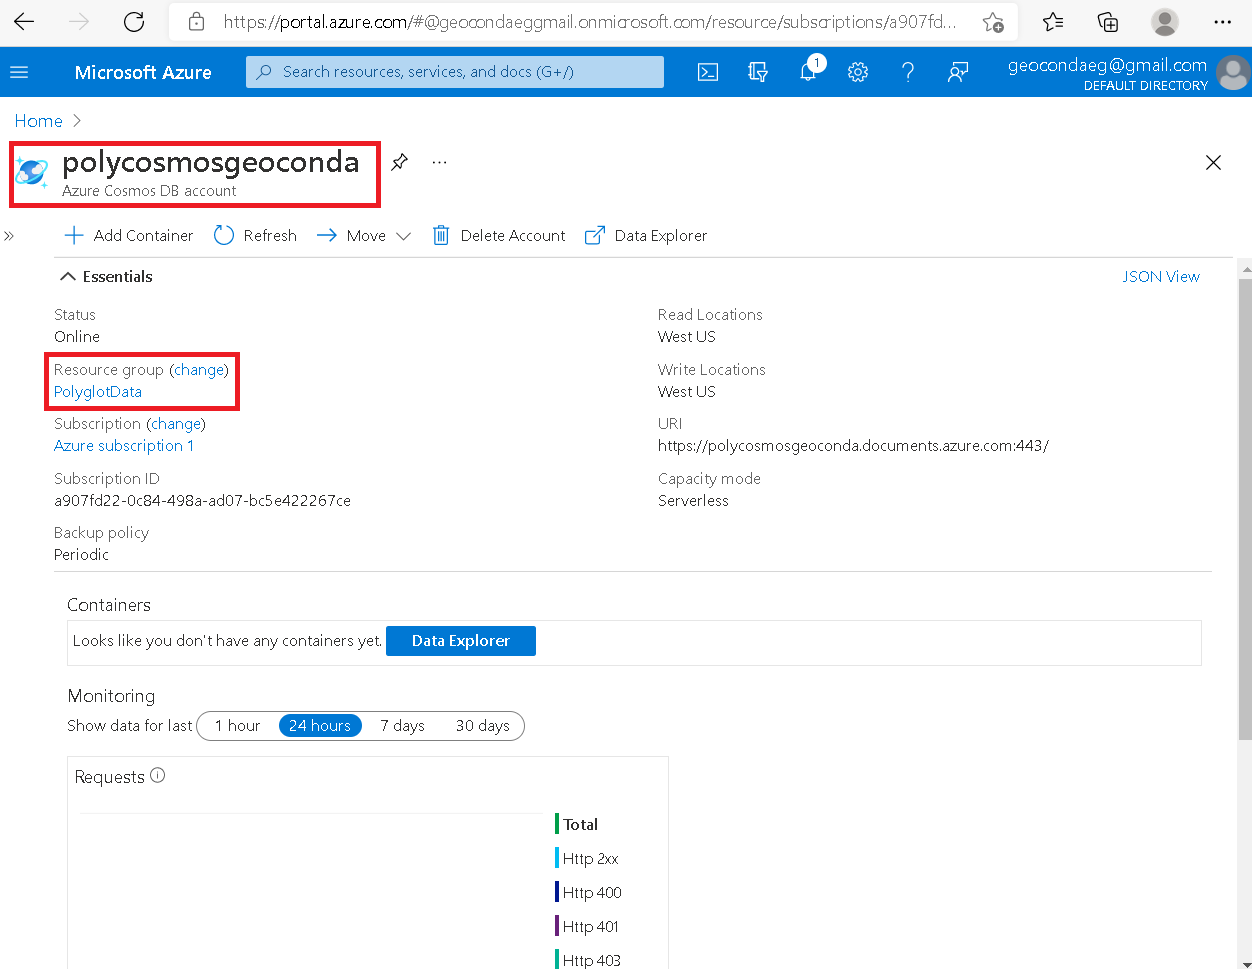 https://portal.azure.com/#@geocondaeggmail.onmicrosoft.com/resource/subscriptions/a907fd...
Microsoft Azure
Search resources, services, and docs (G+/)
1
geocondaeg@gmail.com
DEFAULT DIRECTORY
Home
polycosmosgeoconda
Azure Cosmos DB account
Add Container Refresh Move Delete Account Data Explorer
Essentials
JSON View
Status
Online
Resource group (change)
PolyglotData
Subscription (change)
Azure subscription 1
Subscription ID
a907fd22-0c84-498a-ad07-bc5e422267ce
Backup policy
Periodic
Read Locations
West US
Write Locations
West US
URI
https://polycosmosgeoconda.documents.azure.com:443/
Capacity mode
Serverless
Containers
Looks like you don't have any containers yet. Data Explorer
Monitoring
Show data for last 1 hour 24 hours 7 days 30 days
Requests
Total
Http 2xx
Http 400
Http 401
Http 403